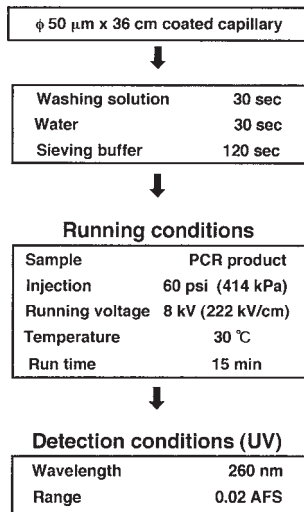 φ 50 μm x 36 cm coated capillary
Washing solution 30 sec
Water 30 sec
Sieving buffer 120 sec
Running conditions
Sample PCR product
Injection 60 psi (414 kPa)
Running voltage 8 kV (222 kV/cm)
Temperature 30 ℃
Run time 15 min
Detection conditions (UV)
Wavelength 260 nm
Range 0.02 AFS